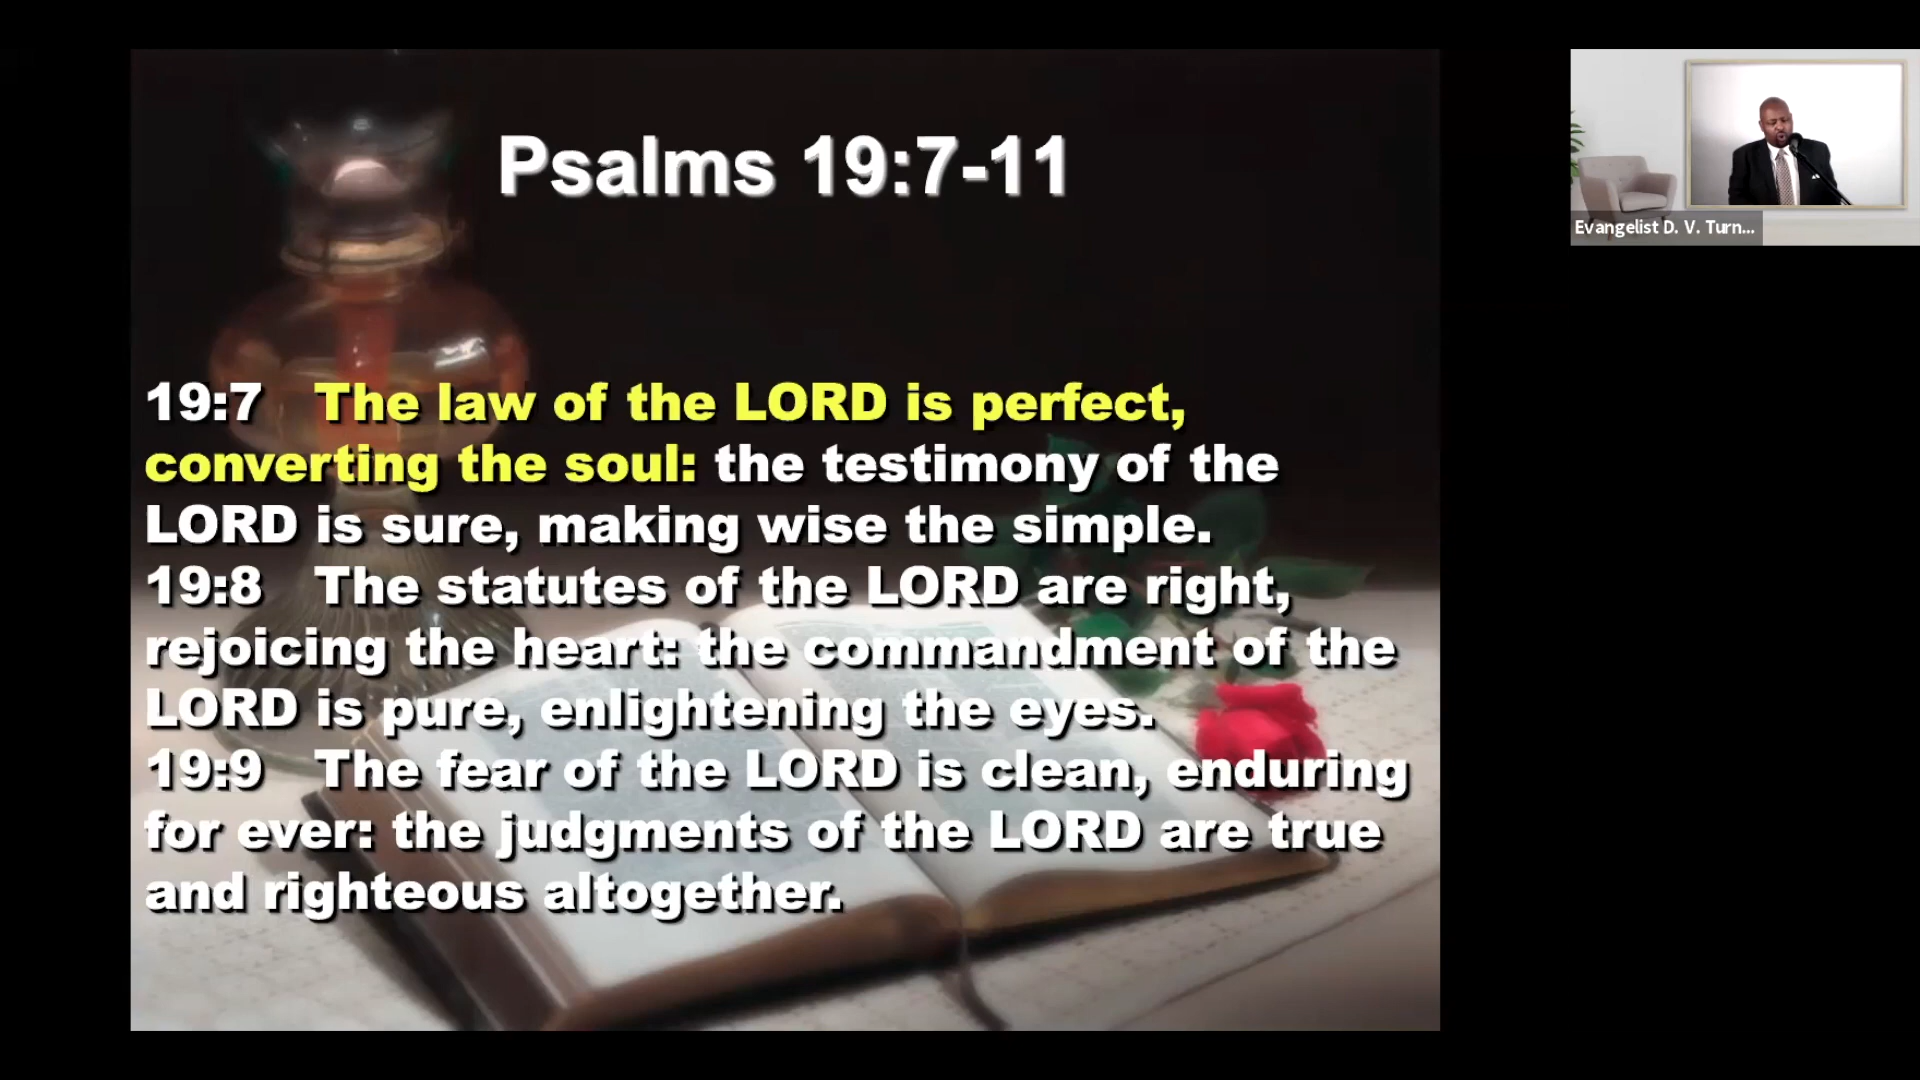 Psalms 19:7-11
19:7 The law of the LORD is perfect,
converting the soul: the testimony of the
LORD is sure, making wise the simple.
19:8 The statutes of the LORD are right,
rejoicing the heart: the commandment of the
LORD is pure, enlightening the eyes.
19:9 The fear of the LORD is clean, enduring
for ever: the judgments of the LORD are true
and righteous altogether.
Evangelist D. V. Turn...